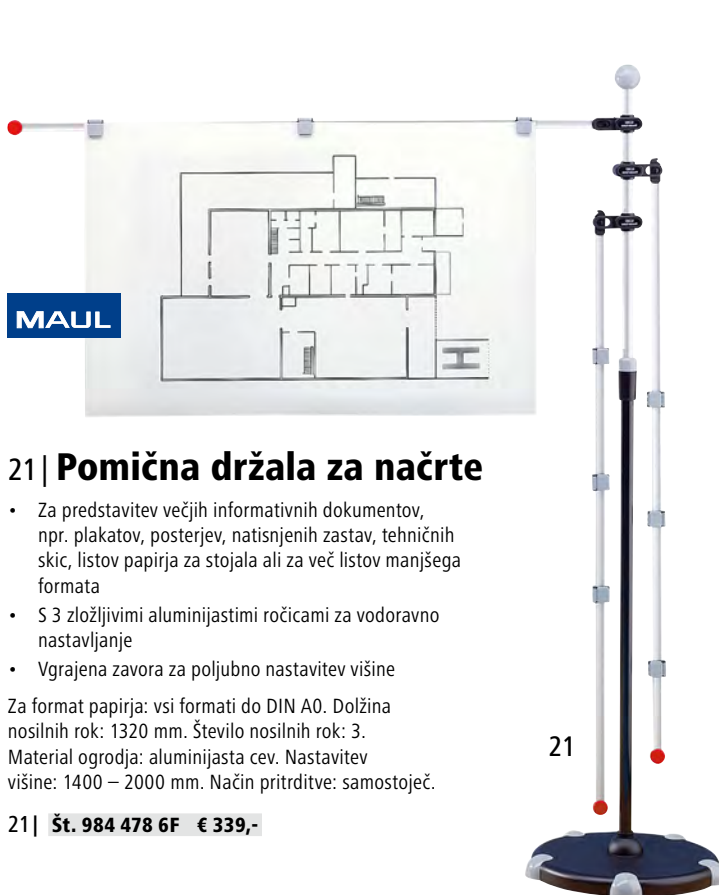 MAUL
21| Pomična držala za načrte
• Za predstavitev večjih informativnih dokumentov,
npr. plakatov, posterjev, natisnjenih zastav, tehničnih
skic, listov papirja za stojala ali za več listov manjšega
formata
• S 3 zložljivimi aluminijastimi ročicami za vodoravno
nastavljanje
• Vgrajena zavora za poljubno nastavitev višine
Za format papirja: vsi formati do DIN A0. Dolžina
nosilnih rok: 1320 mm. Število nosilnih rok: 3.
Material ogrodja: aluminijasta cev. Nastavitev
višine: 1400 – 2000 mm. Način pritrditve: samostoječ.
21| Št. 984 478 6F € 339,-
21